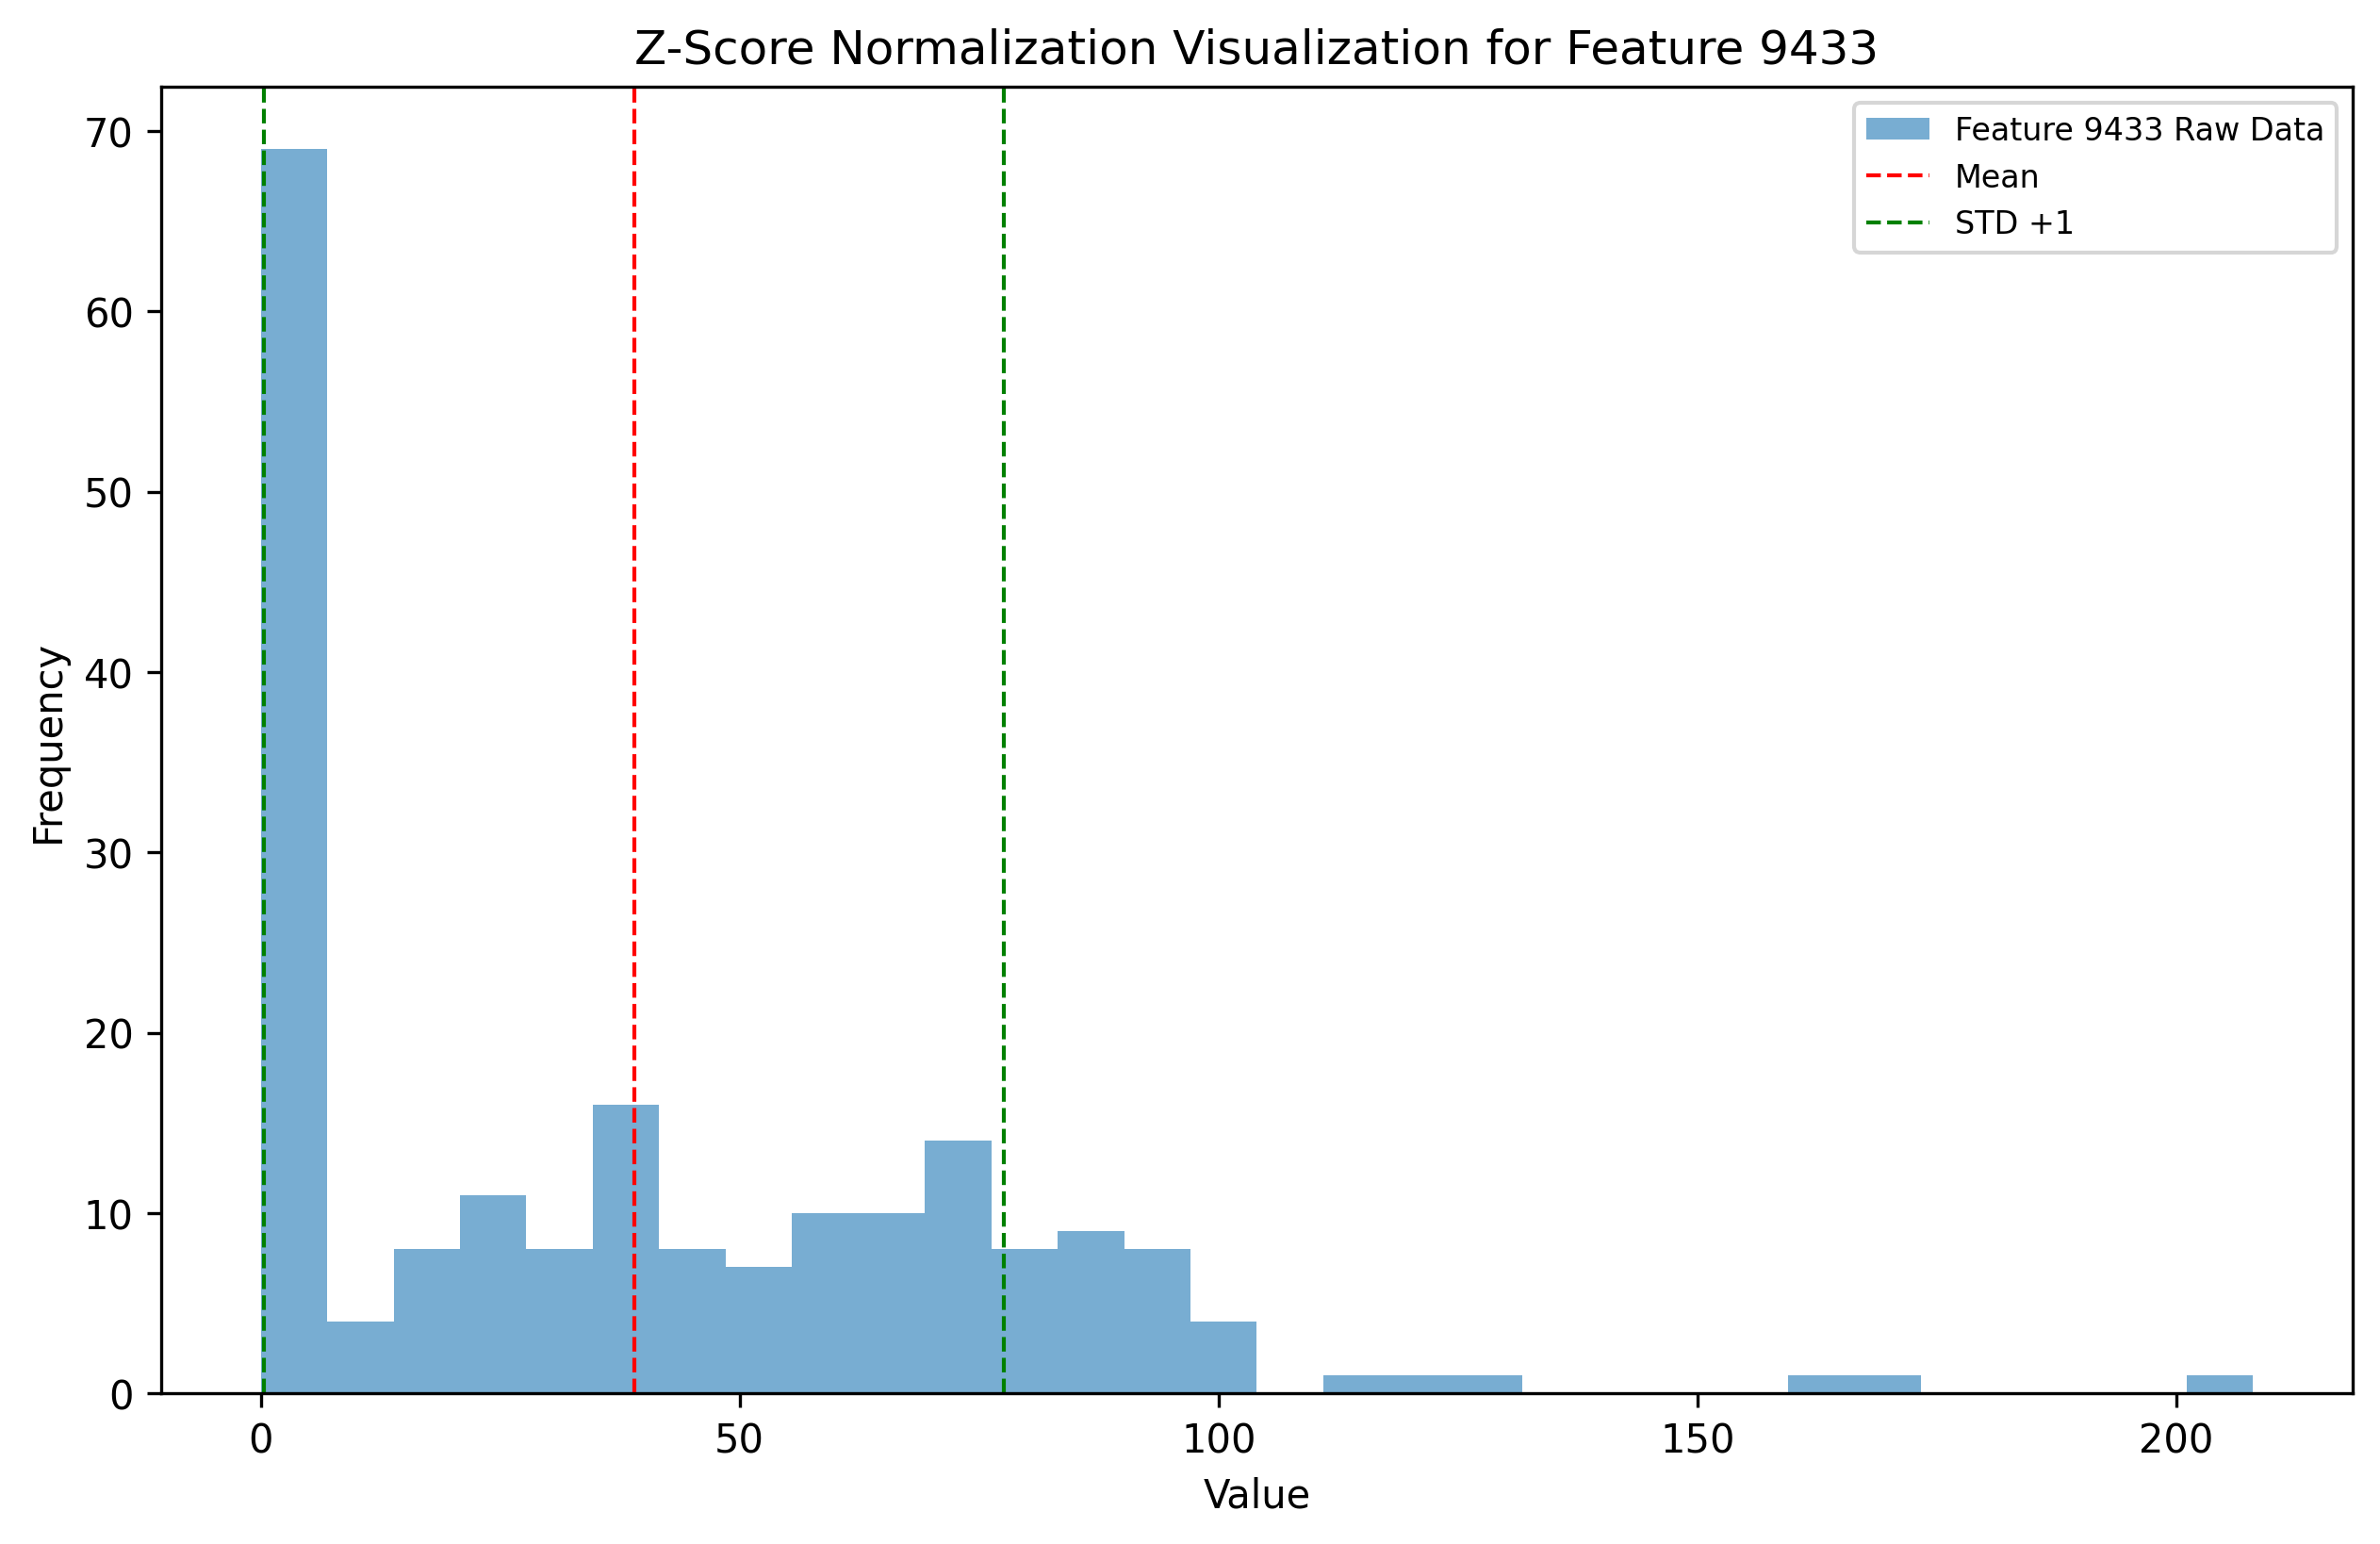 Z-Score Normalization Visualization for Feature 9433
Feature 9433 Raw Data
Mean
STD +1
70
60
50
40
30
20
10
0
Frequency
0 50 100 150 200
Value